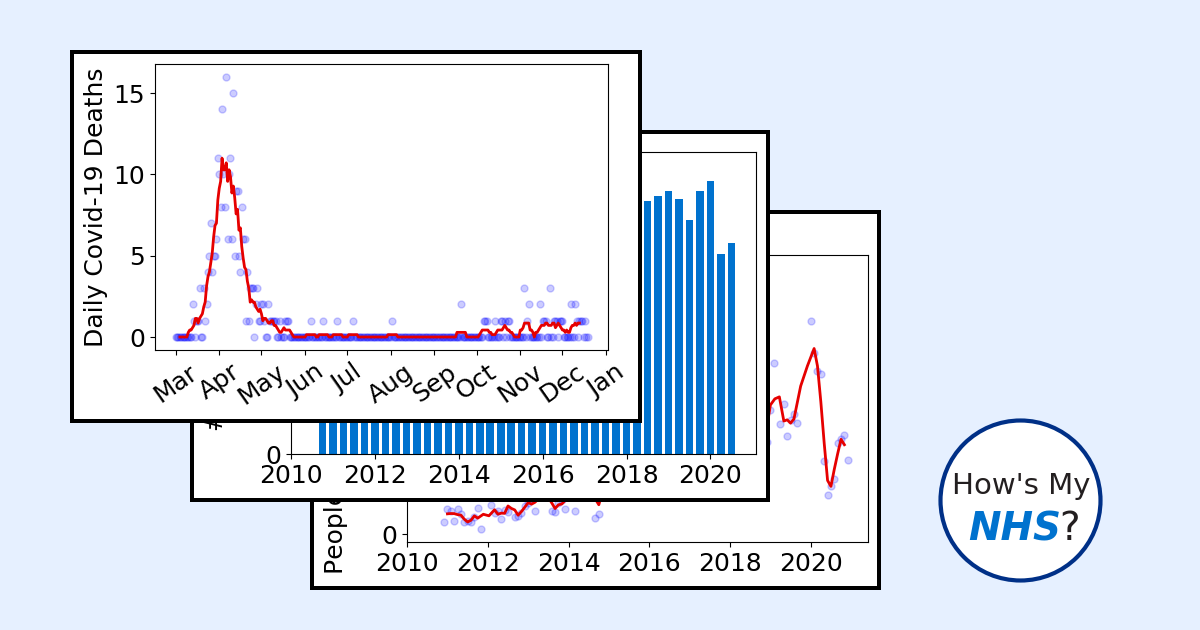 Daily Covid-19 Deaths
15
10
5
0
Mar Apr May Jun Jul Aug Sep Oct Nov Dec Jan
#
0
2010 2012 2014 2016 2018 2020
People
0
2010 2012 2014 2016 2018 2020
How's My
NHS?